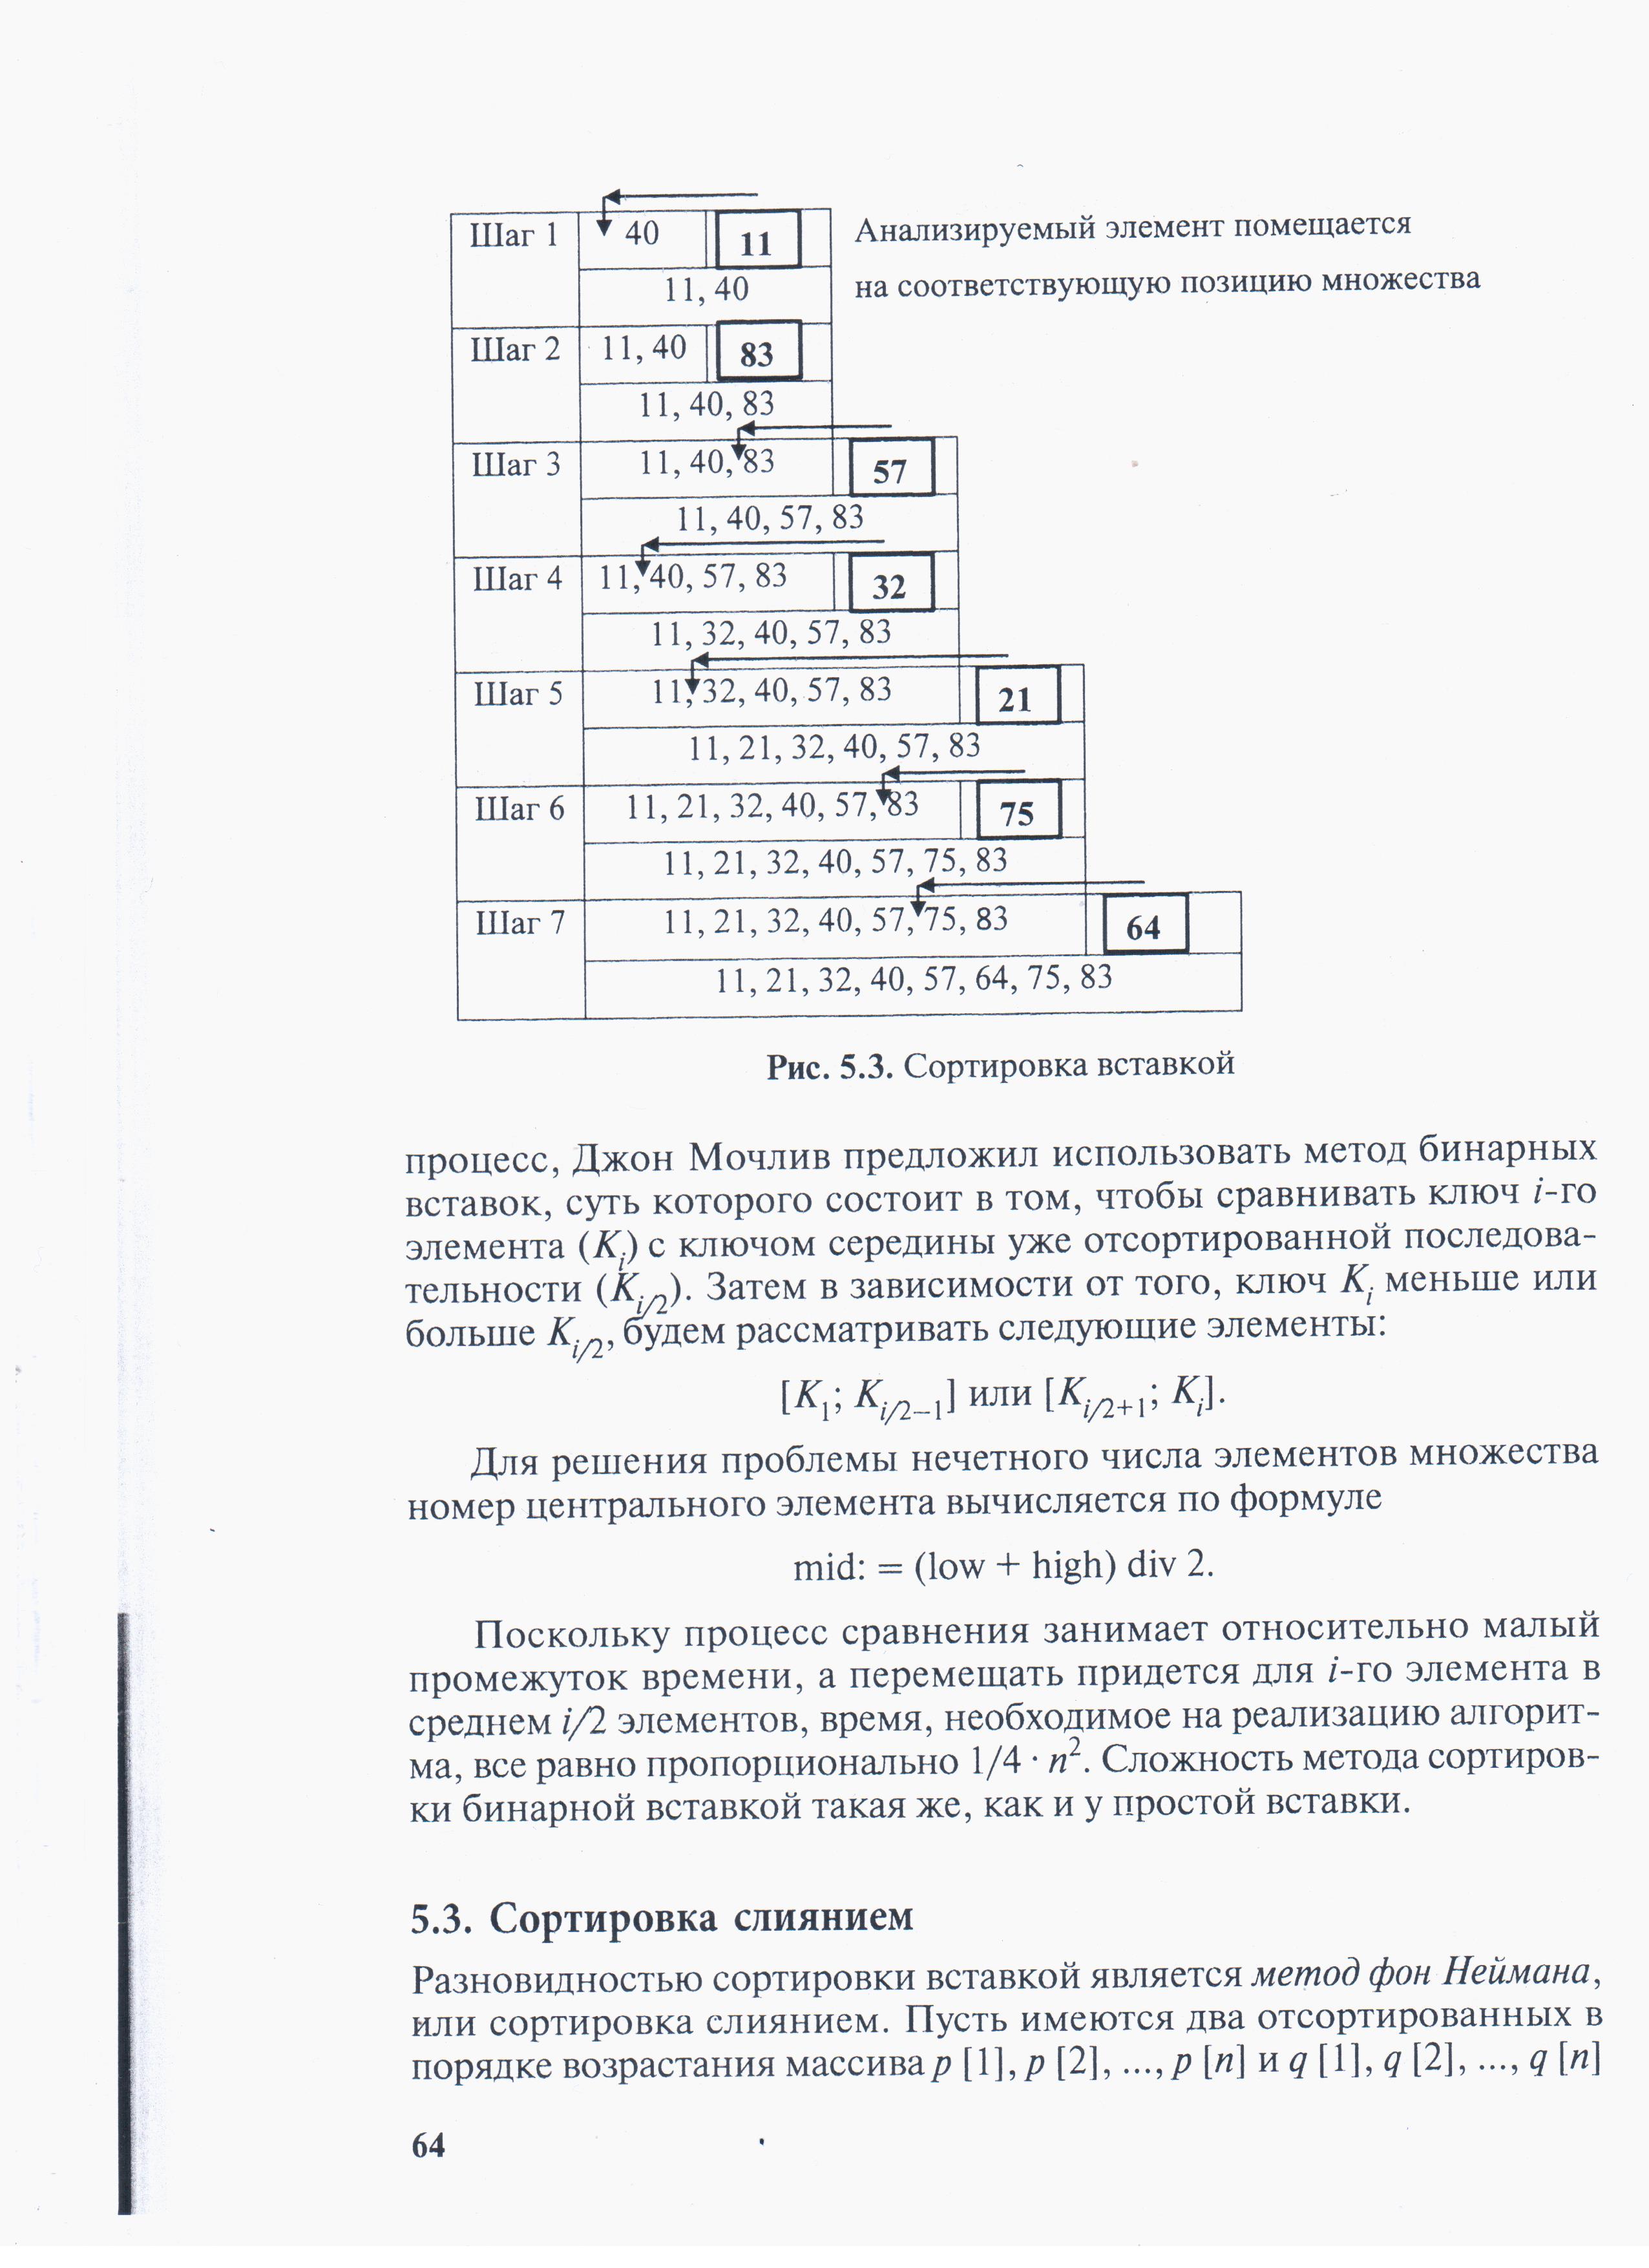 Шаг 1 40 11 Анализируемый элемент помещается
11, 40 на соответствующую позицию множества
Шаг 2 11, 40 83
11, 40, 83
Шаг 3 11, 40, 83 57
11, 40, 57, 83
Шаг 4 11, 40, 57, 83 32
11, 32, 40, 57, 83
Шаг 5 11, 32, 40, 57, 83 21
11, 21, 32, 40, 57, 83
Шаг 6 11, 21, 32, 40, 57, 83 75
11, 21, 32, 40, 57, 75, 83
Шаг 7 11, 21, 32, 40, 57, 75, 83 64
11, 21, 32, 40, 57, 64, 75, 83
Рис. 5.3. Сортировка вставкой
процесс, Джон Мочлив предложил использовать метод бинарных
вставок, суть которого состоит в том, чтобы сравнивать ключ i-го
элемента (K_i) с ключом середины уже отсортированной последова-
тельности (K_{i/2}). Затем в зависимости от того, ключ K_i меньше или
больше K_{i/2}, будем рассматривать следующие элементы:
[K_1; K_{i/2–1}] или [K_{i/2+1}; K_i].
Для решения проблемы нечетного числа элементов множества
номер центрального элемента вычисляется по формуле
mid: = (low + high) div 2.
Поскольку процесс сравнения занимает относительно малый
промежуток времени, а перемещать придется для i-го элемента в
среднем i/2 элементов, время, необходимое на реализацию алгорит-
ма, все равно пропорционально 1/4 · n². Сложность метода сортиров-
ки бинарной вставкой такая же, как и у простой вставки.
5.3. Сортировка слиянием
Разновидностью сортировки вставкой является метод фон Неймана,
или сортировка слиянием. Пусть имеются два отсортированных в
порядке возрастания массива p [1], p [2], ..., p [n] и q [1], q [2], ..., q [n]
64